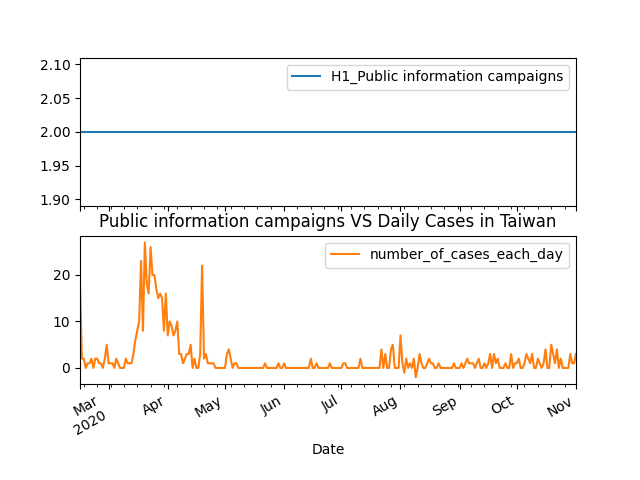 2.10
2.05
2.00
1.95
1.90
H1_Public information campaigns
Public information campaigns VS Daily Cases in Taiwan
20
10
0
number_of_cases_each_day
Mar
2020
Apr
May
Jun
Jul
Aug
Sep
Oct
Nov
Date